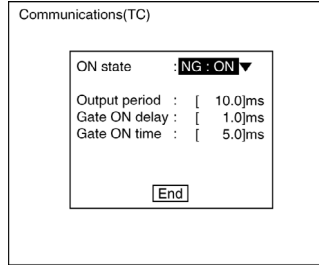 Communications(TC)
ON state : NG : ON ▼
Output period : [ 10.0]ms
Gate ON delay : [ 1.0]ms
Gate ON time : [ 5.0]ms
End